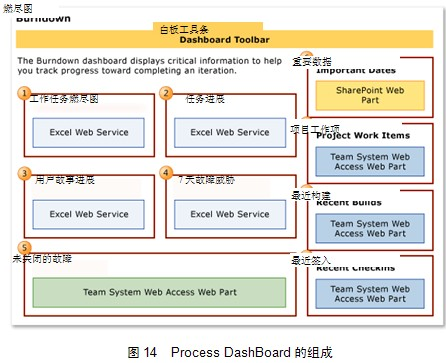 燃尽图
Burndown
白板工具条
Dashboard Toolbar
The Burndown dashboard displays critical information to help
you track progress toward completing an iteration.
1 工作任务燃尽图
Excel Web Service
2 任务进展
Excel Web Service
3 用户故事进展
Excel Web Service
4 7天故障威胁
Excel Web Service
5
未关闭的故障
Team System Web Access Web Part
6
重要数据
Important Dates
SharePoint Web
Part
项目工作项
Project Work Items
Team System Web
Access Web Part
最近构建
Recent Builds
Team System Web
Access Web Part
最近签入
Recent Checkins
Team System Web
Access Web Part
图 14 Process DashBoard 的组成